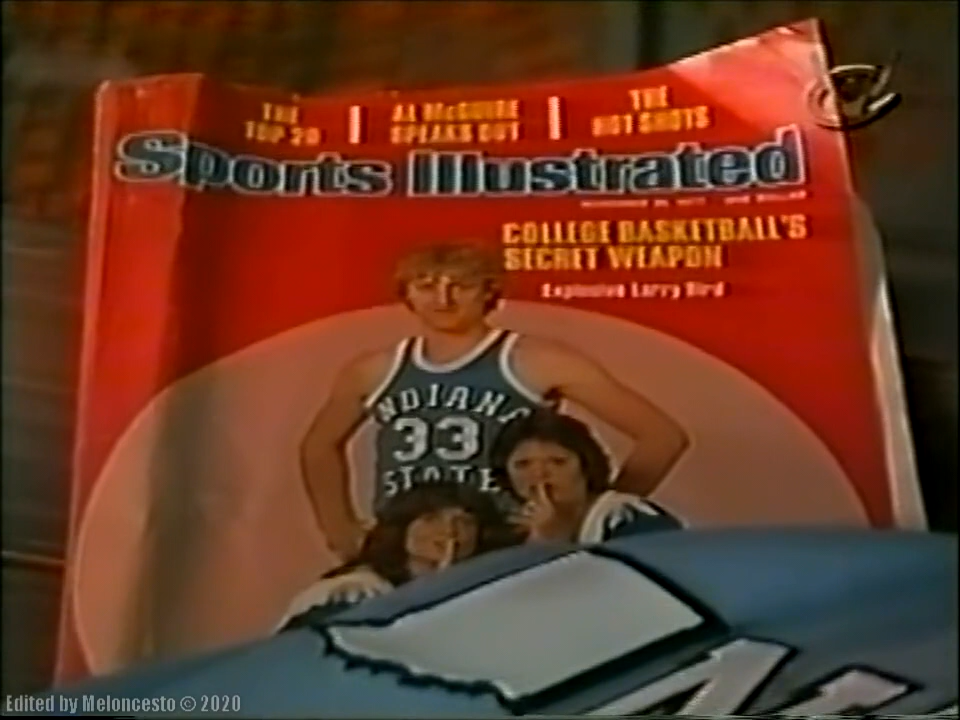 THE
TOP 20
AL McGUIRE
SPEAKS OUT
THE
HOT SHOTS
Sports Illustrated
COLLEGE BASKETBALL'S
SECRET WEAPON
Explosive Larry Bird
INDIANA
33
STATE
Edited by Meloncesto © 2020